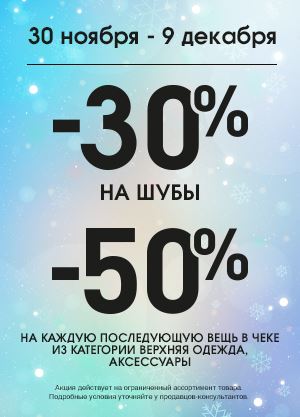 30 ноября - 9 декабря
-30%
НА ШУБЫ
-50%
НА КАЖДУЮ ПОСЛЕДУЮЩУЮ ВЕЩЬ В ЧЕКЕ
ИЗ КАТЕГОРИИ ВЕРХНЯЯ ОДЕЖДА,
АКСЕССУАРЫ
Акция действует на ограниченный ассортимент товара.
Подробные условия уточняйте у продавцов-консультантов.